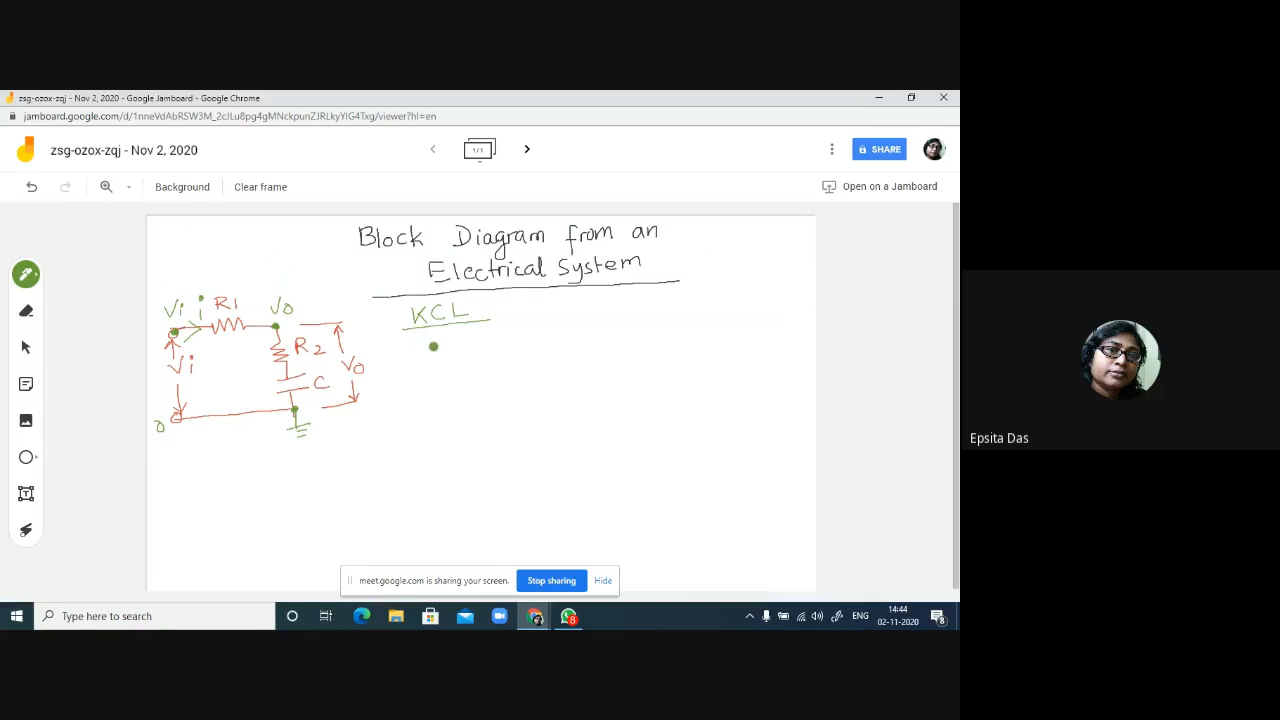 zsg-ozox-zqj - Nov 2, 2020 - Google Jamboard - Google Chrome
jamboard.google.com/d/1nneVdAbRSW3M_2cJLu8pg4gMNckpunZJRLkyYlG4Txg/viewer?hl=en
zsg-ozox-zqj - Nov 2, 2020
1/1
SHARE
Background
Clear frame
Open on a Jamboard
Block Diagram from an
Electrical System
KCL
Vi i R1 Vo
R2
Vi
Vo
C
0
Epsita Das
meet.google.com is sharing your screen.
Stop sharing
Hide
Type here to search
ENG
14:44
02-11-2020
8
8